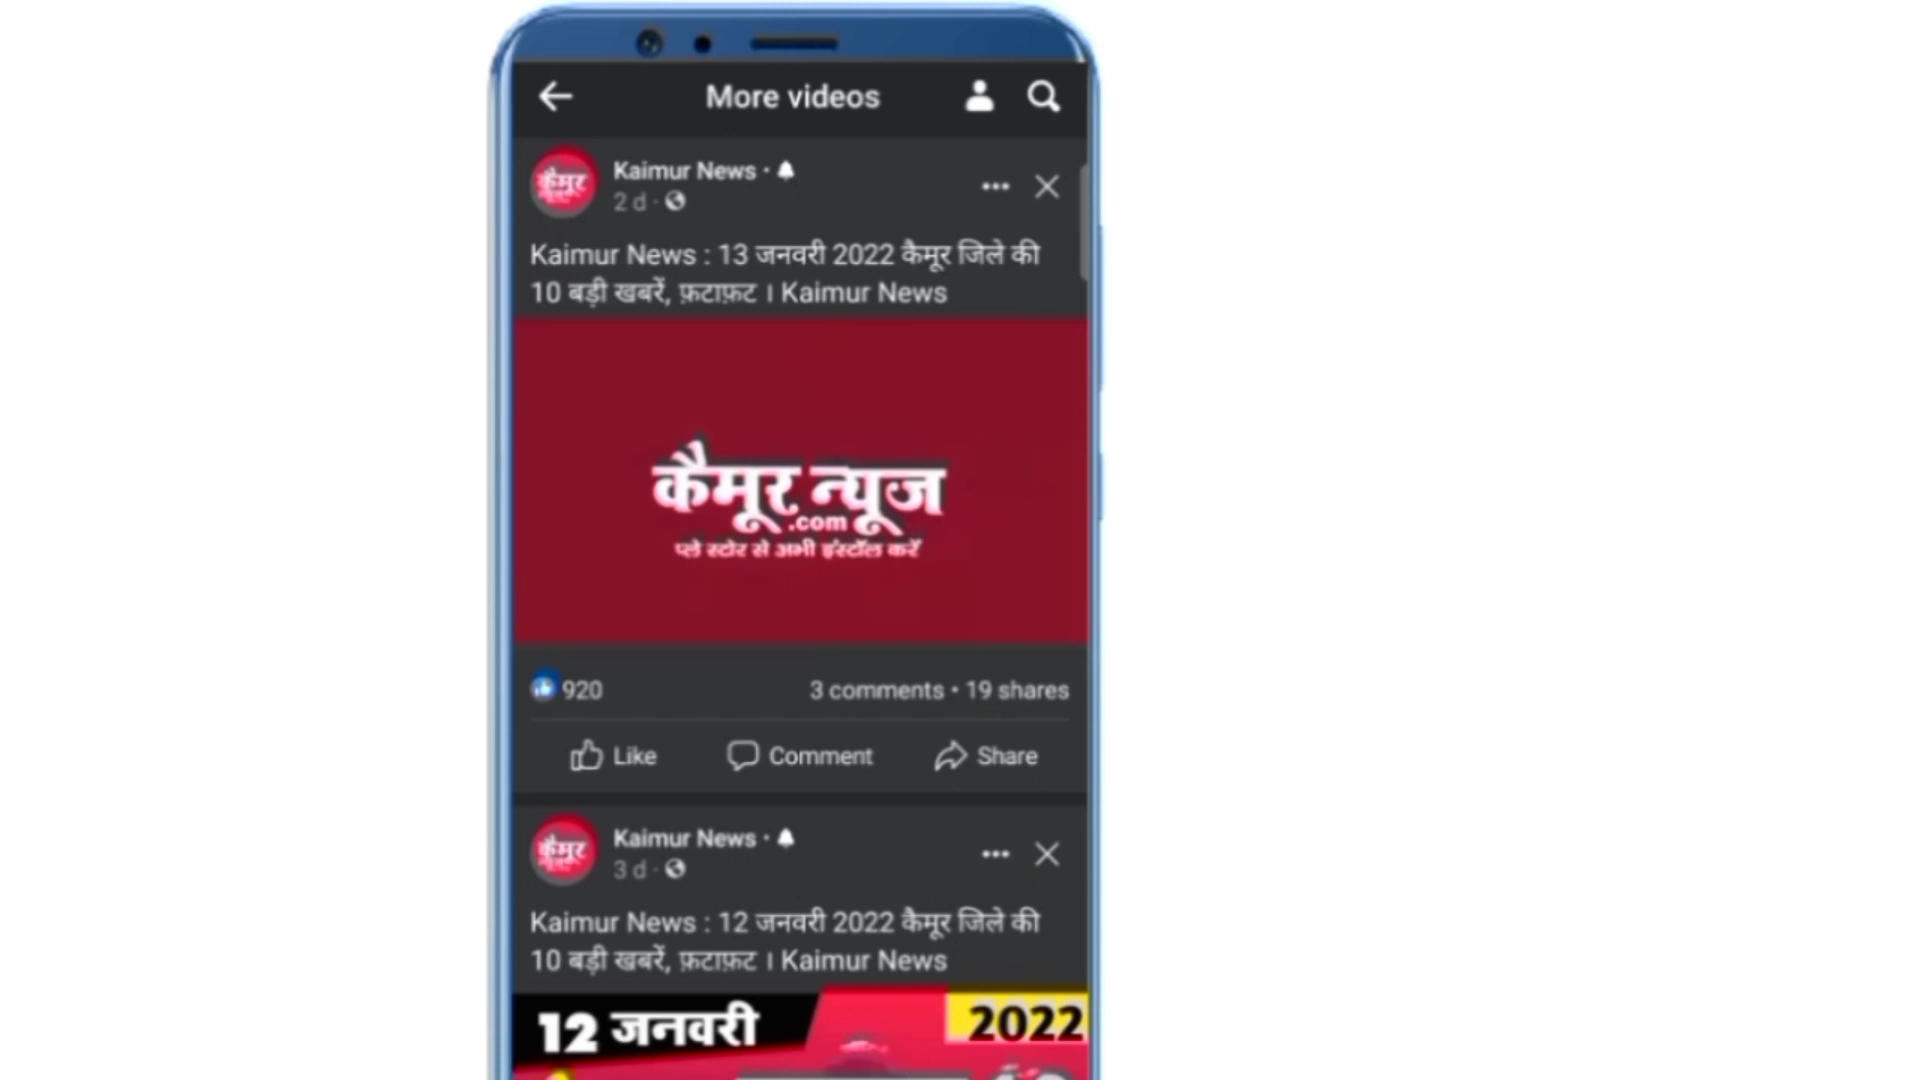 More videos
कैमूर
Kaimur News ·
2 d ·
Kaimur News : 13 जनवरी 2022 कैमूर जिले की
10 बड़ी खबरें, फ़टाफ़ट । Kaimur News
कैमूर न्यूज
.com
प्ले स्टोर से अभी इंस्टॉल करें
920
3 comments • 19 shares
Like
Comment
Share
कैमूर
Kaimur News ·
3 d ·
Kaimur News : 12 जनवरी 2022 कैमूर जिले की
10 बड़ी खबरें, फ़टाफ़ट । Kaimur News
12 जनवरी
2022